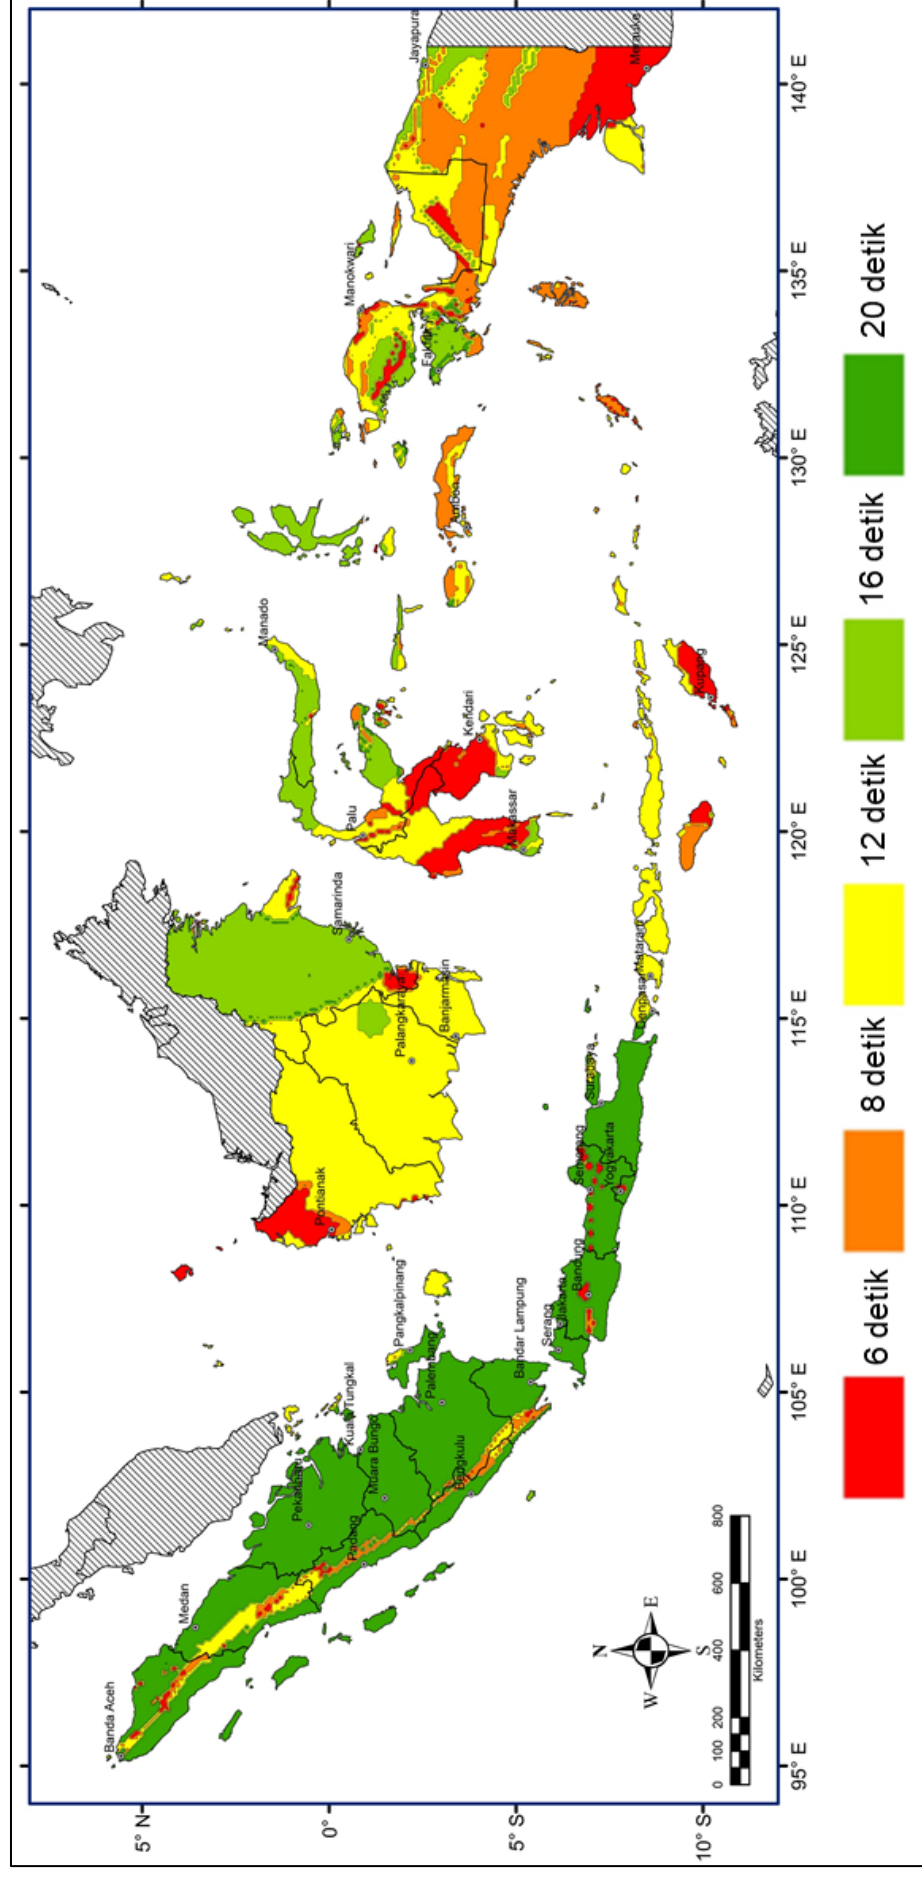 5° N
0°
5° S
10° S
Banda Aceh
Medan
Pekanbaru
Padang
Kuala Tungkal
Muara Bungo
Bengkulu
Palembang
Pangkalpinang
Bandar Lampung
Serang
Jakarta
Bandung
Semarang
Yogyakarta
Surabaya
Denpasar
Mataram
Pontianak
Palangkaraya
Banjarmasin
Samarinda
Palu
Makassar
Kendari
Manado
Kupang
Ambon
Manokwari
Fakfak
Jayapura
Merauke
N
W
E
S
0 100 200 400 600 800
Kilometers
95° E
100° E
105° E
110° E
115° E
120° E
125° E
130° E
135° E
140° E
6 detik
8 detik
12 detik
16 detik
20 detik